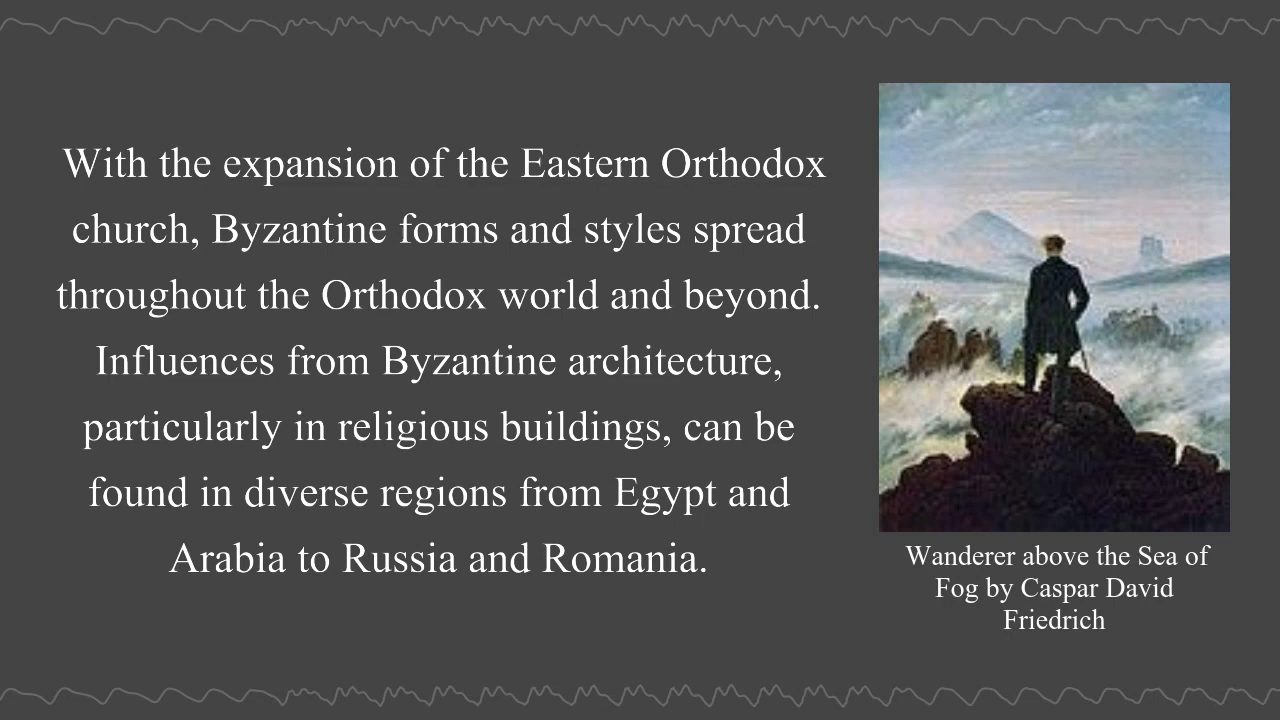 With the expansion of the Eastern Orthodox
church, Byzantine forms and styles spread
throughout the Orthodox world and beyond.
Influences from Byzantine architecture,
particularly in religious buildings, can be
found in diverse regions from Egypt and
Arabia to Russia and Romania.
Wanderer above the Sea of
Fog by Caspar David
Friedrich